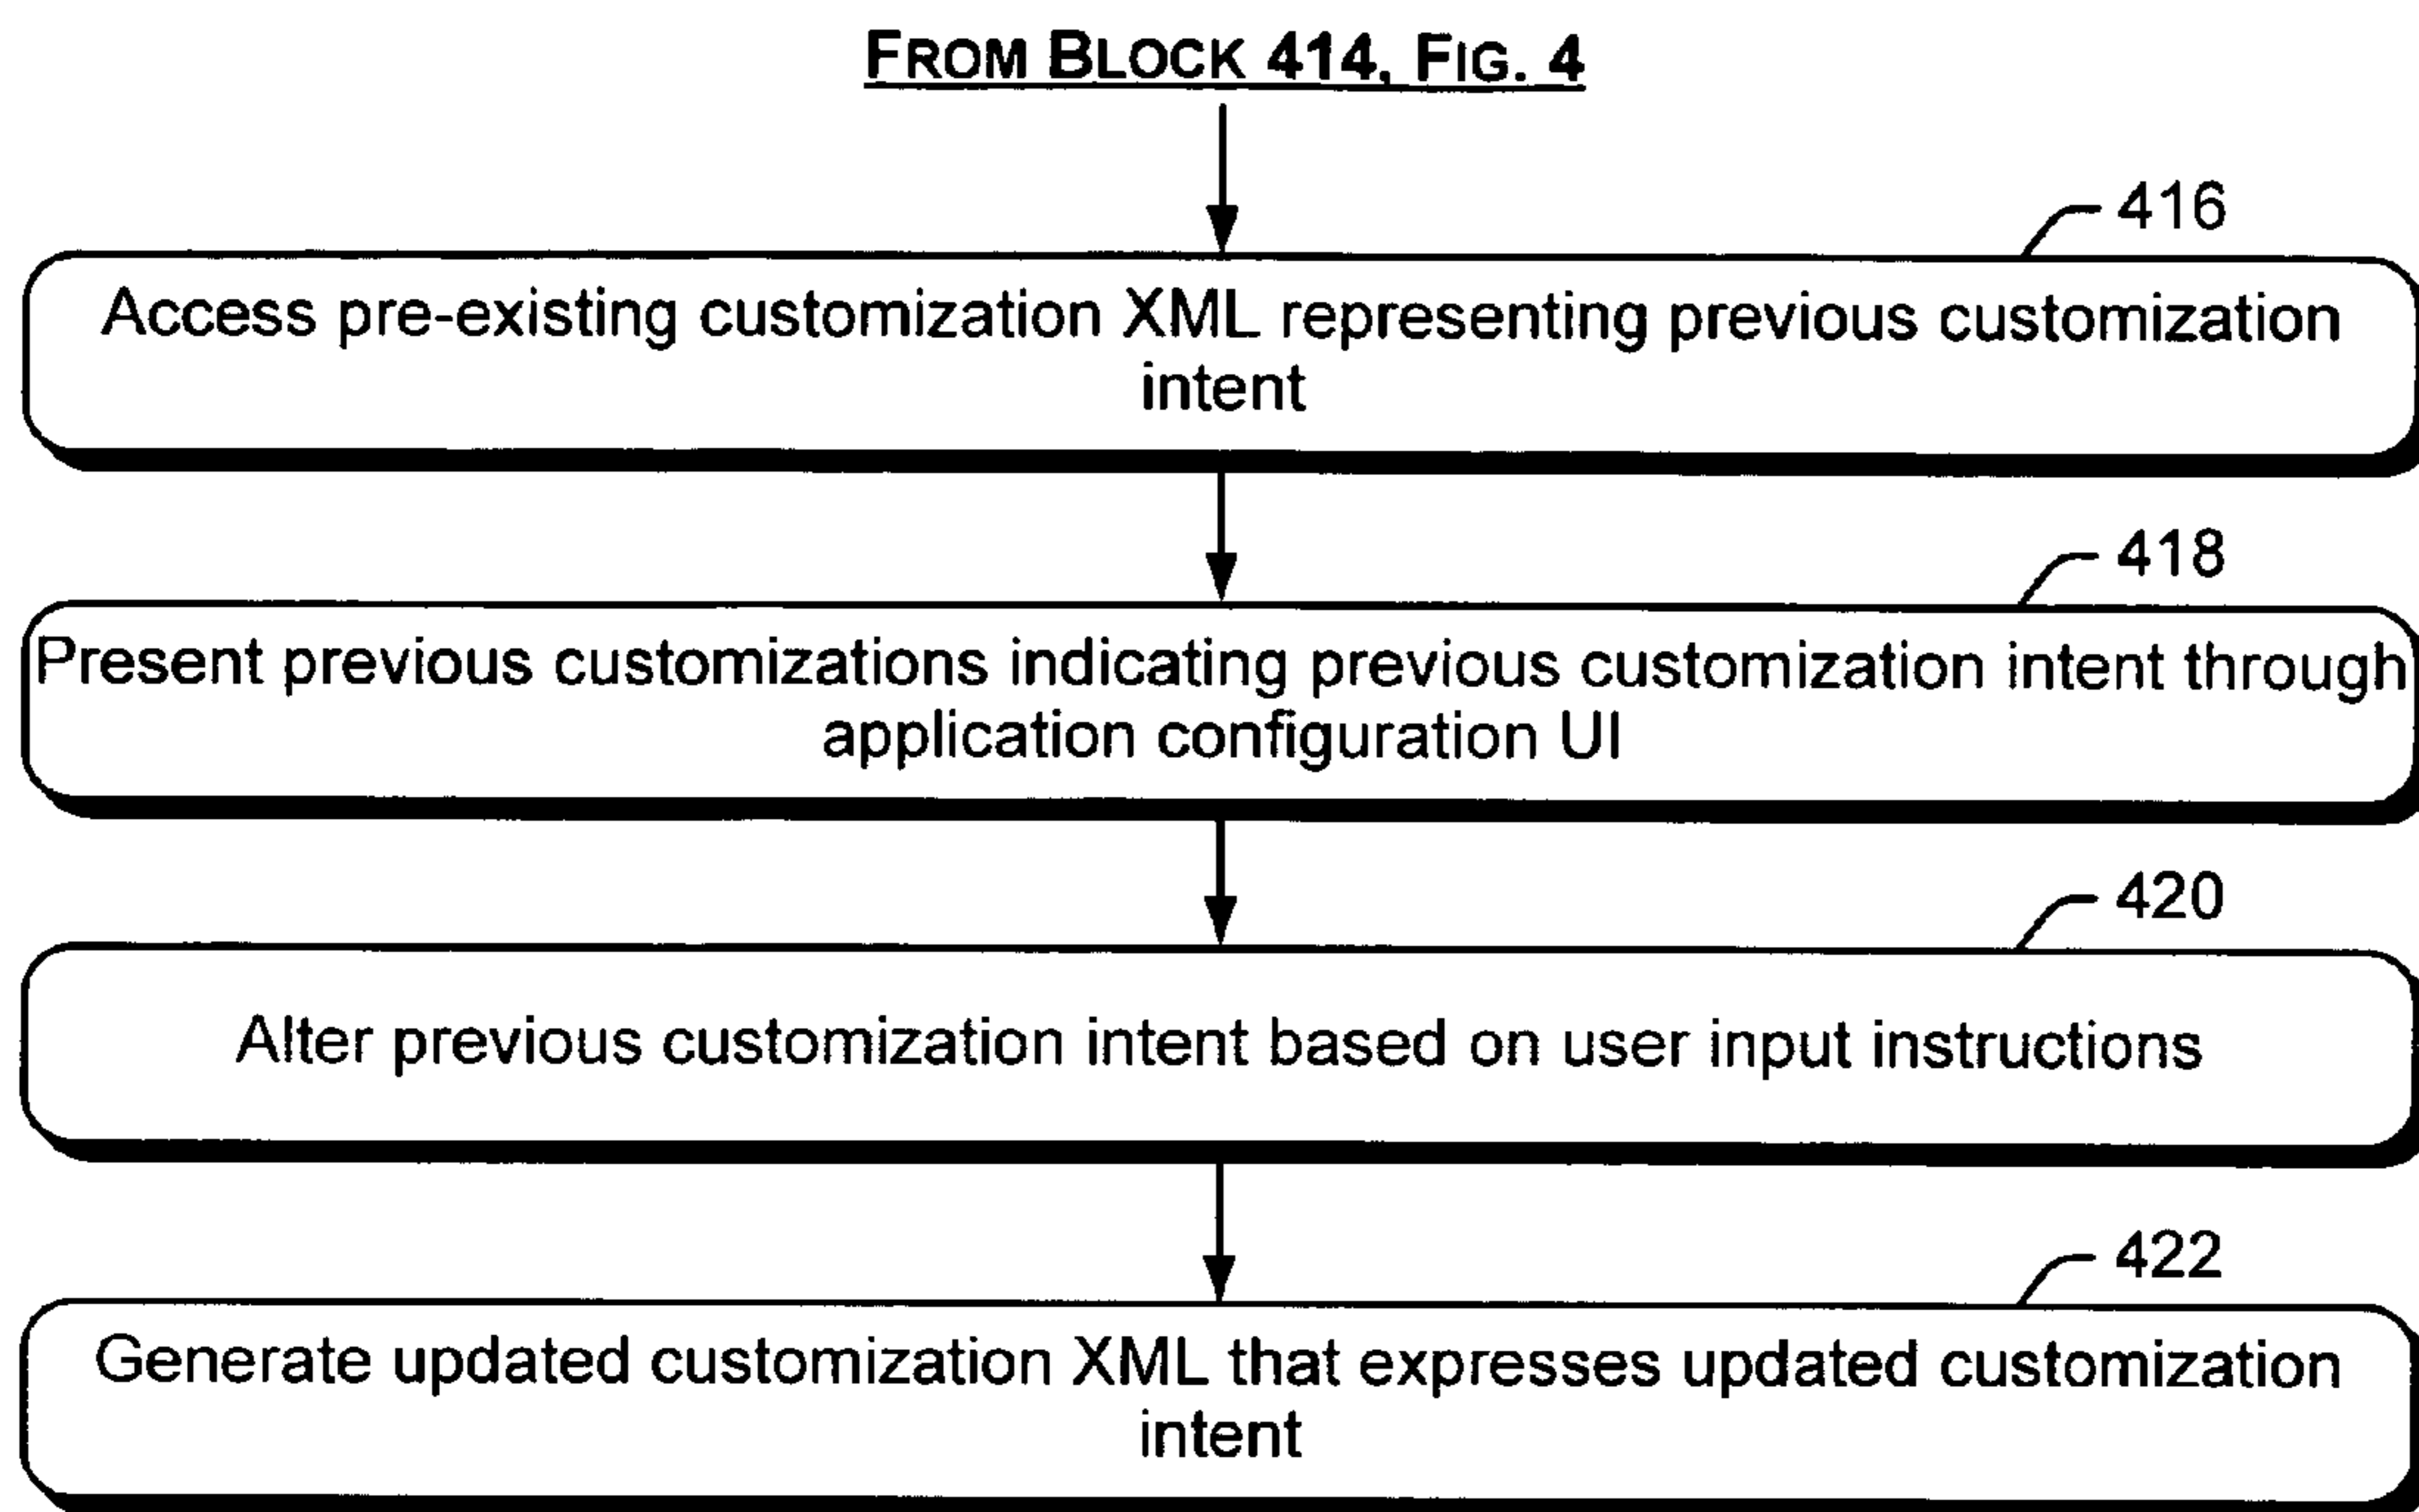 FROM BLOCK 414, FIG. 4
416
Access pre-existing customization XML representing previous customization
intent
418
Present previous customizations indicating previous customization intent through
application configuration UI
420
Alter previous customization intent based on user input instructions
422
Generate updated customization XML that expresses updated customization
intent